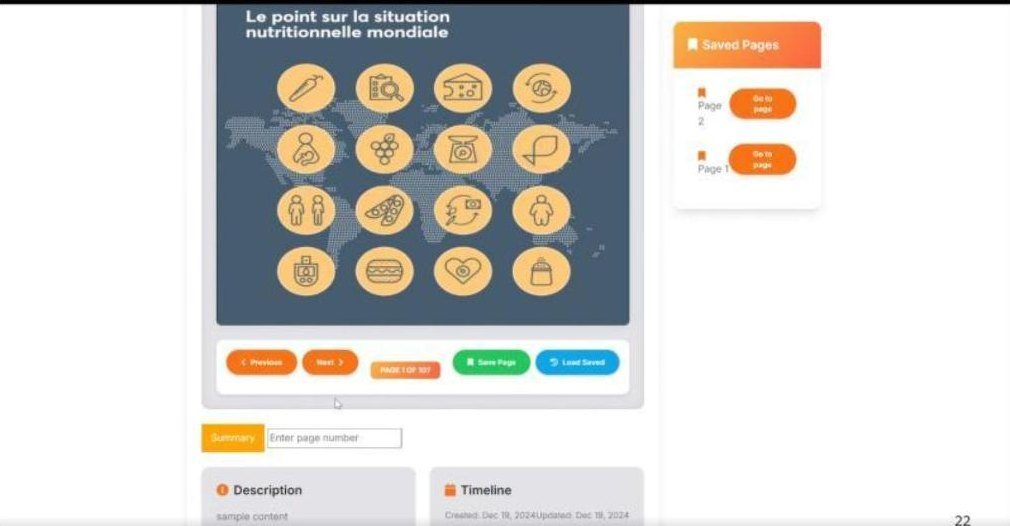 Le point sur la situation
nutritionnelle mondiale
Saved Pages
Page
2
Go to
page
Page 1
Go to
page
Previous
Next
PAGE 1 OF 107
Save Page
Load Saved
Summary
Enter page number
Description
sample content
Timeline
Created: Dec 19, 2024Updated: Dec 19, 2024
22